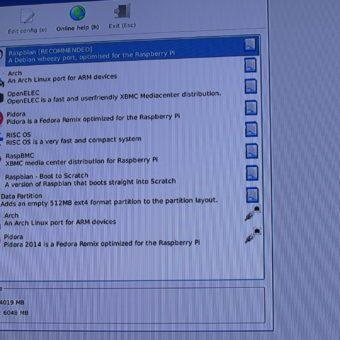 Edit config (e) Online help (h) Exit (Esc)
Raspbian [RECOMMENDED]
A Debian wheezy port, optimised for the Raspberry Pi
Arch
An Arch Linux port for ARM devices
OpenELEC
OpenELEC is a fast and userfriendly XBMC Mediacenter distribution.
Pidora
Pidora is a Fedora Remix optimized for the Raspberry Pi
RISC OS
RISC OS is a very fast and compact system
RaspBMC
XBMC media center distribution for Raspberry Pi
Raspbian - Boot to Scratch
A version of Raspbian that boots straight into Scratch
Data Partition
Adds an empty 512MB ext4 format partition to the partition layout.
Arch
An Arch Linux port for ARM devices
Pidora
Pidora 2014 is a Fedora Remix optimized for the Raspberry Pi
4019 MB
: 6048 MB